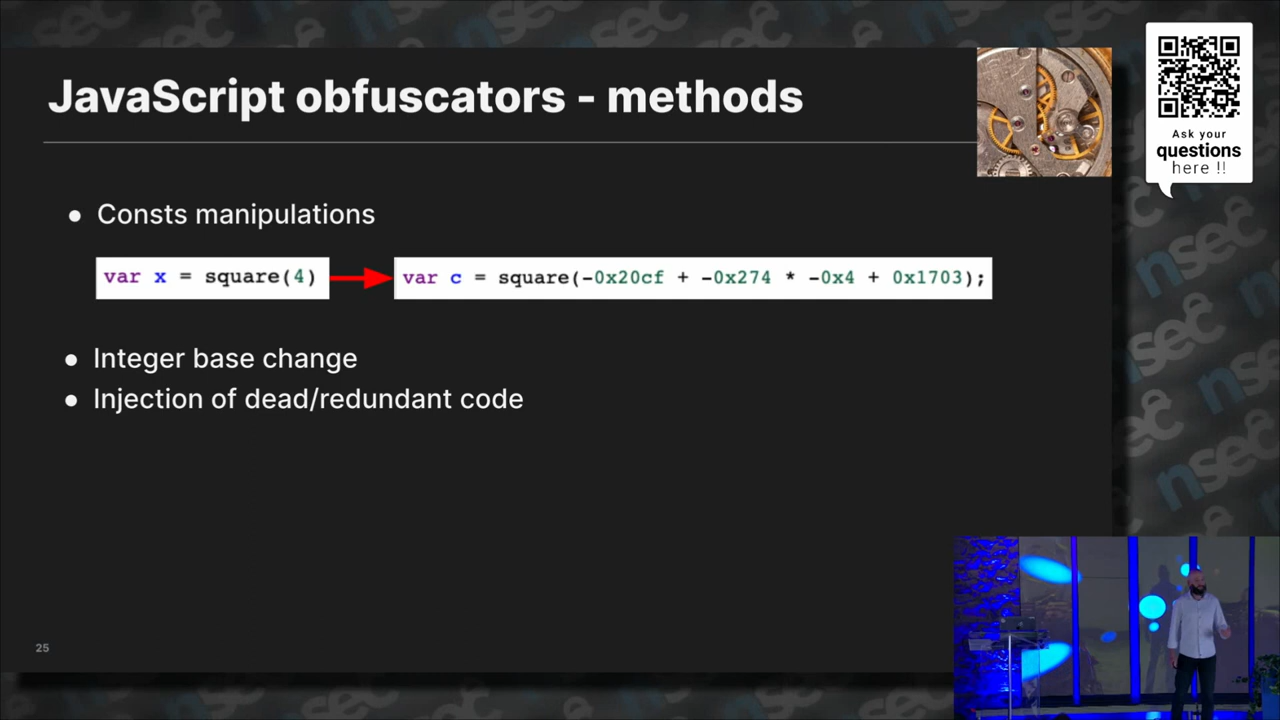 JavaScript obfuscators - methods
Ask your
questions
here !!
● Consts manipulations
var x = square(4)
var c = square(-0x20cf + -0x274 * -0x4 + 0x1703);
● Integer base change
● Injection of dead/redundant code
25
nsec